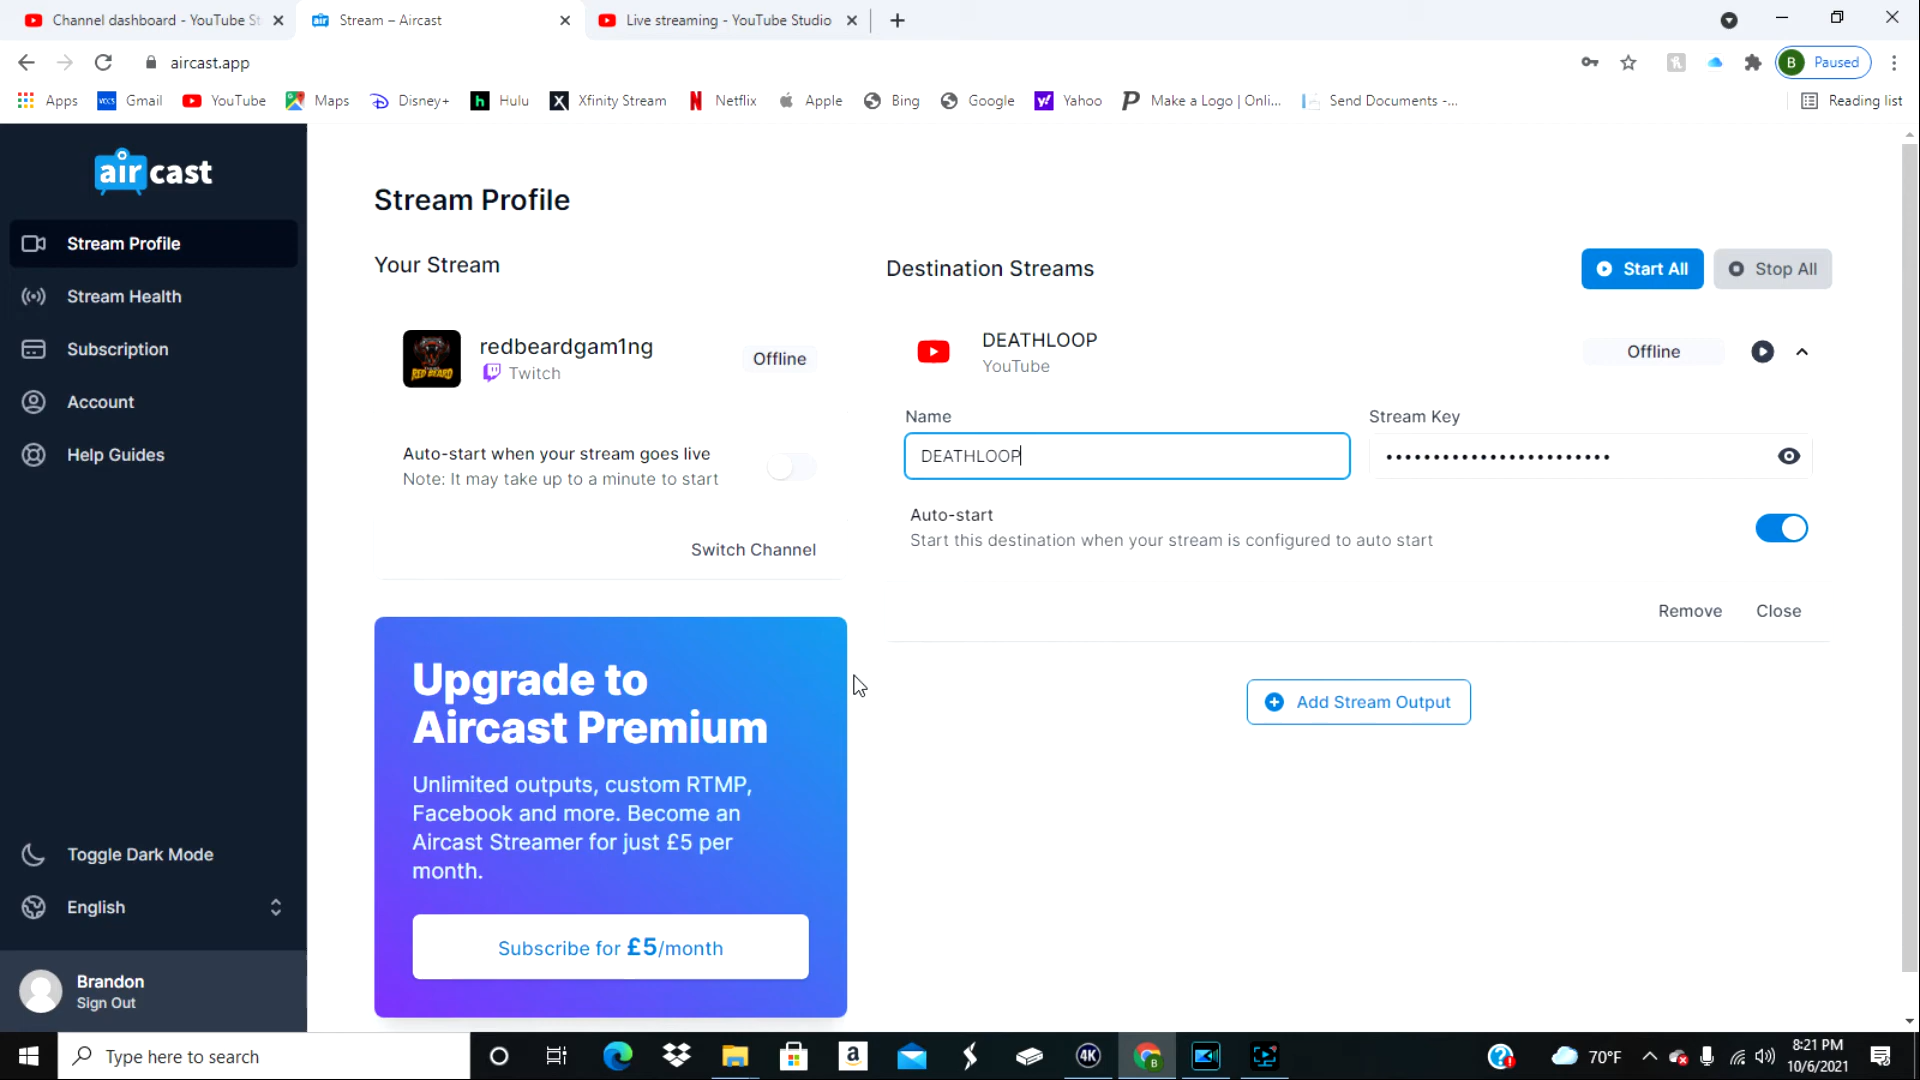 Channel dashboard - YouTube St
Stream – Aircast
Live streaming - YouTube Studio
aircast.app
B Paused
Apps
vccs Gmail
YouTube
Maps
Disney+
h Hulu
X Xfinity Stream
N Netflix
Apple
Bing
Google
y! Yahoo
P Make a Logo | Onli...
Send Documents -...
Reading list
air cast
Stream Profile
Stream Health
Subscription
Account
Help Guides
Toggle Dark Mode
English
Brandon
Sign Out
Stream Profile
Your Stream
redbeardgam1ng
Twitch
Offline
RED BEARD
Auto-start when your stream goes live
Note: It may take up to a minute to start
Switch Channel
Upgrade to
Aircast Premium
Unlimited outputs, custom RTMP,
Facebook and more. Become an
Aircast Streamer for just £5 per
month.
Subscribe for £5/month
Destination Streams
Start All
Stop All
DEATHLOOP
YouTube
Offline
Name
Stream Key
DEATHLOOP
••••••••••••••••••••••••
Auto-start
Start this destination when your stream is configured to auto start
Remove
Close
Add Stream Output
Type here to search
a
4K
B
70°F
8:21 PM
10/6/2021